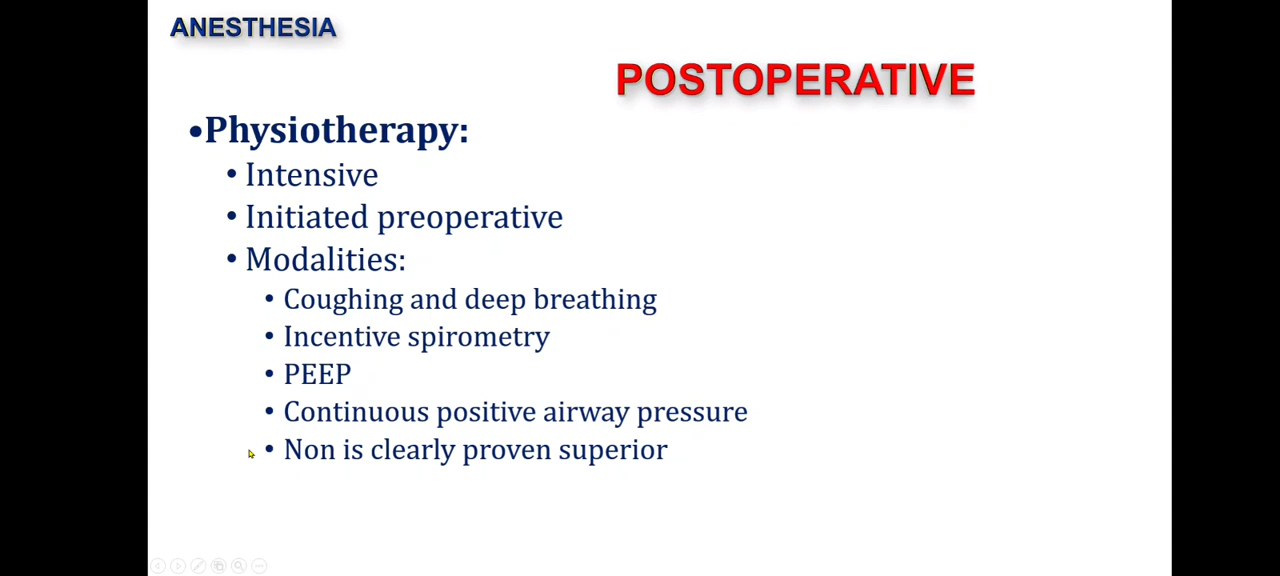 ANESTHESIA
POSTOPERATIVE
•Physiotherapy:
• Intensive
• Initiated preoperative
• Modalities:
• Coughing and deep breathing
• Incentive spirometry
• PEEP
• Continuous positive airway pressure
• Non is clearly proven superior